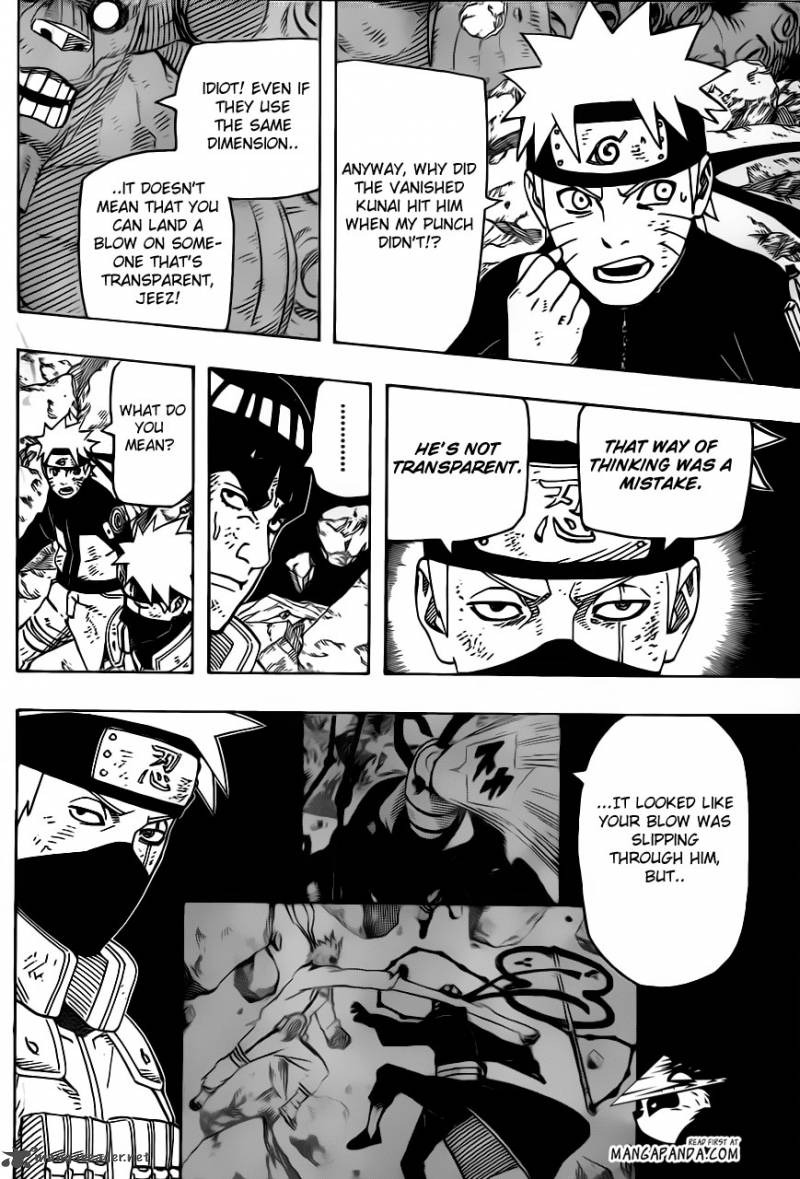 ANYWAY, WHY DID
THE VANISHED
KUNAI HIT HIM
WHEN MY PUNCH
DIDN'T!?
IDIOT! EVEN IF
THEY USE
THE SAME
DIMENSION..
..IT DOESN'T
MEAN THAT YOU
CAN LAND A
BLOW ON SOME-
ONE THAT'S
TRANSPARENT,
JEEZ!
THAT WAY OF
THINKING WAS A
MISTAKE.
HE'S NOT
TRANSPARENT.
忍
.........
WHAT DO
YOU
MEAN?
...IT LOOKED LIKE
YOUR BLOW WAS
SLIPPING
THROUGH HIM,
BUT..
忍
READ FIRST AT
MANGAPANDA.COM